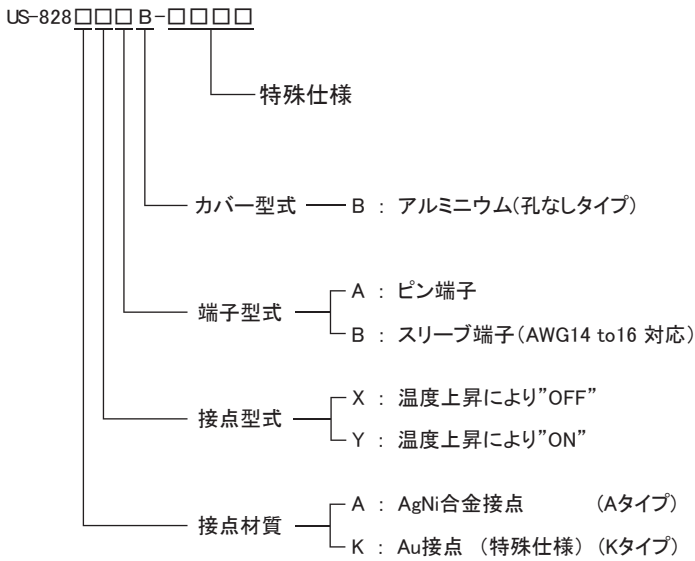 US-828□□□B-□□□□
特殊仕様
カバー型式 B : アルミニウム(孔なしタイプ)
A : ピン端子
端子型式
B : スリーブ端子(AWG14 to16 対応)
X : 温度上昇により”OFF”
接点型式
Y : 温度上昇により”ON”
A : AgNi合金接点 (Aタイプ)
接点材質
K : Au接点 (特殊仕様) (Kタイプ)